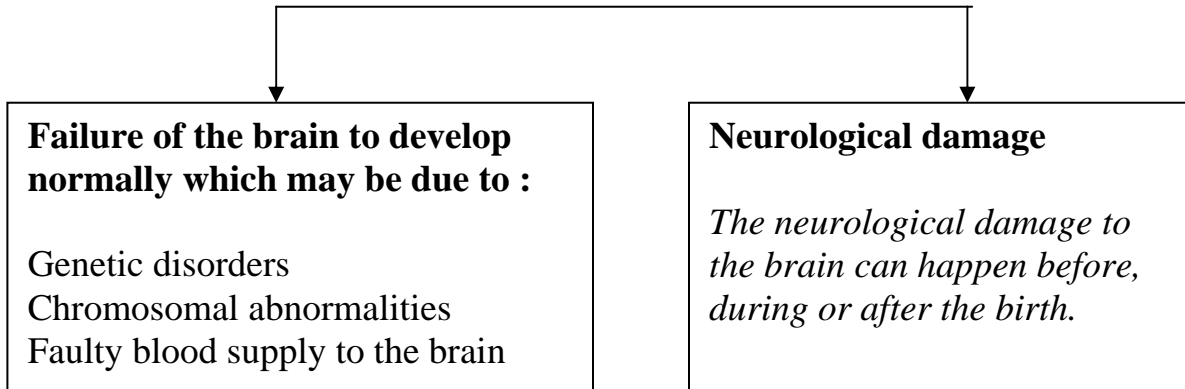 Failure of the brain to develop
normally which may be due to :
Genetic disorders
Chromosomal abnormalities
Faulty blood supply to the brain
Neurological damage
The neurological damage to
the brain can happen before,
during or after the birth.